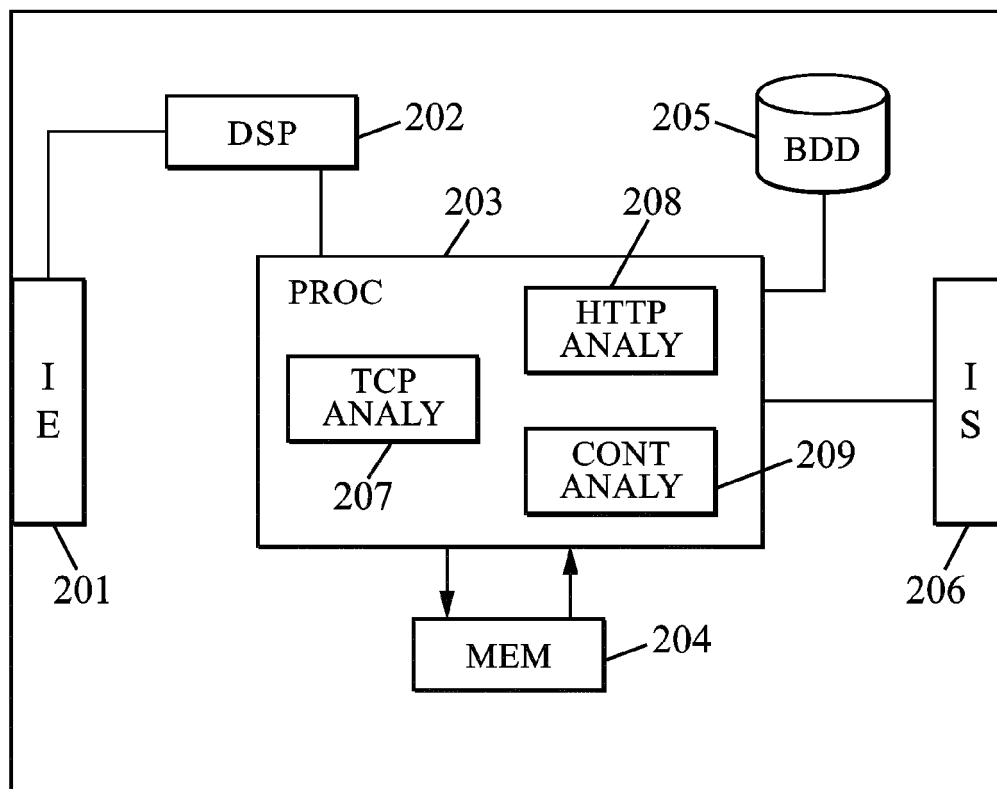 DSP
202
205
BDD
203
208
PROC
HTTP
ANALY
I
E
TCP
ANALY
I
S
207
CONT
ANALY
209
201
206
MEM
204